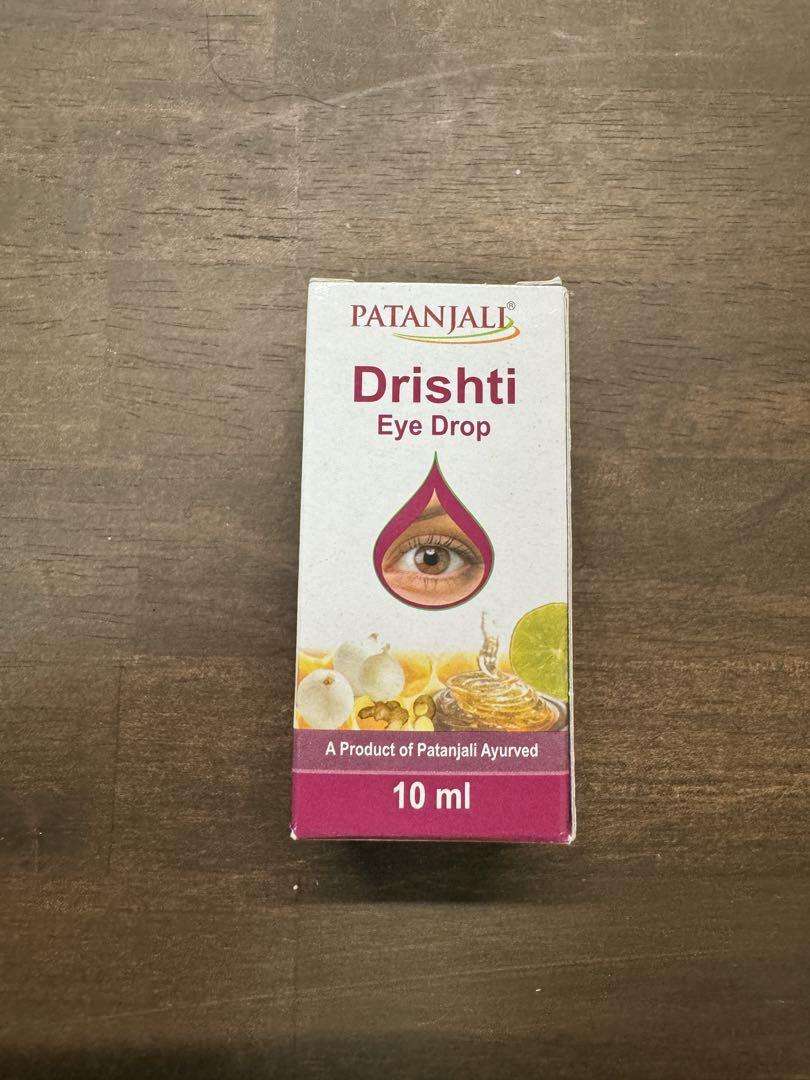 PATANJALI®
Drishti
Eye Drop
A Product of Patanjali Ayurved
10 ml